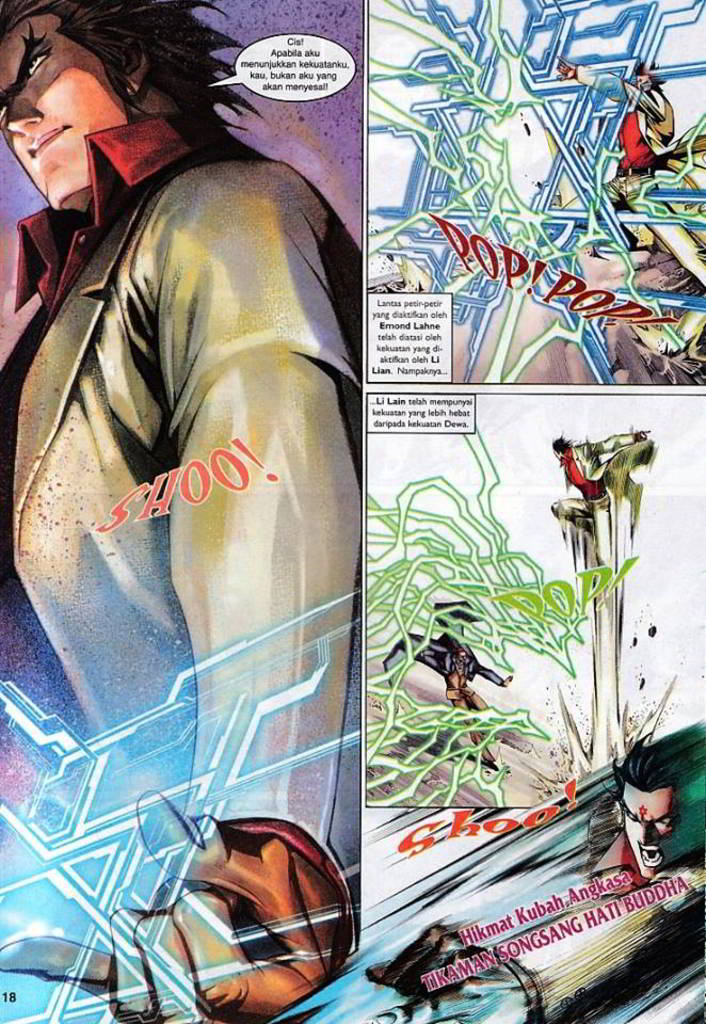 Cis!
Apabila aku
menunjukkan kekuatanku,
kau, bukan aku yang
akan menyesal!
SHOO!
POP! POP!
Lantas petir-petir
yang diaktifkan oleh
Emond Lahne
telah diatasi oleh
kekuatan yang di-
aktifkan oleh Li
Lian. Nampaknya...
...Li Lain telah mempunyai
kekuatan yang lebih hebat
daripada kekuatan Dewa.
POP!
Shoo!
Hikmat Kubah Angkasa
TIKAMAN SONGSANG HATI BUDDHA
18